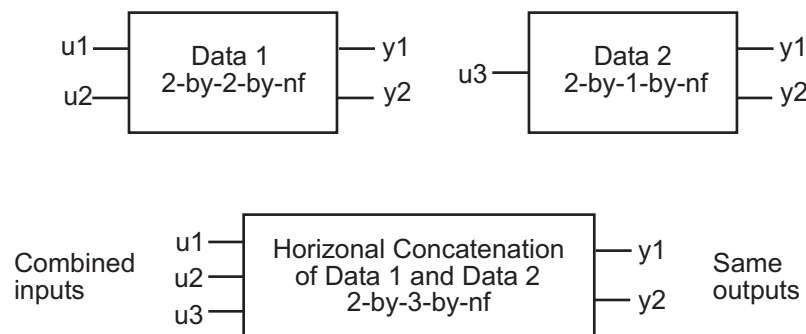 u1
u2
Data 1
2-by-2-by-nf
y1
y2
u3
Data 2
2-by-1-by-nf
y1
y2
Combined
inputs
u1
u2
u3
Horizonal Concatenation
of Data 1 and Data 2
2-by-3-by-nf
y1
y2
Same
outputs